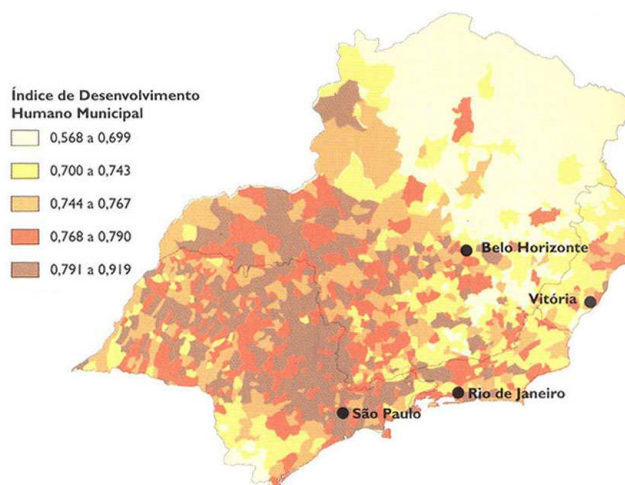 Índice de Desenvolvimento
Humano Municipal
0,568 a 0,699
0,700 a 0,743
0,744 a 0,767
0,768 a 0,790
0,791 a 0,919
Belo Horizonte
Vitória
Rio de Janeiro
São Paulo